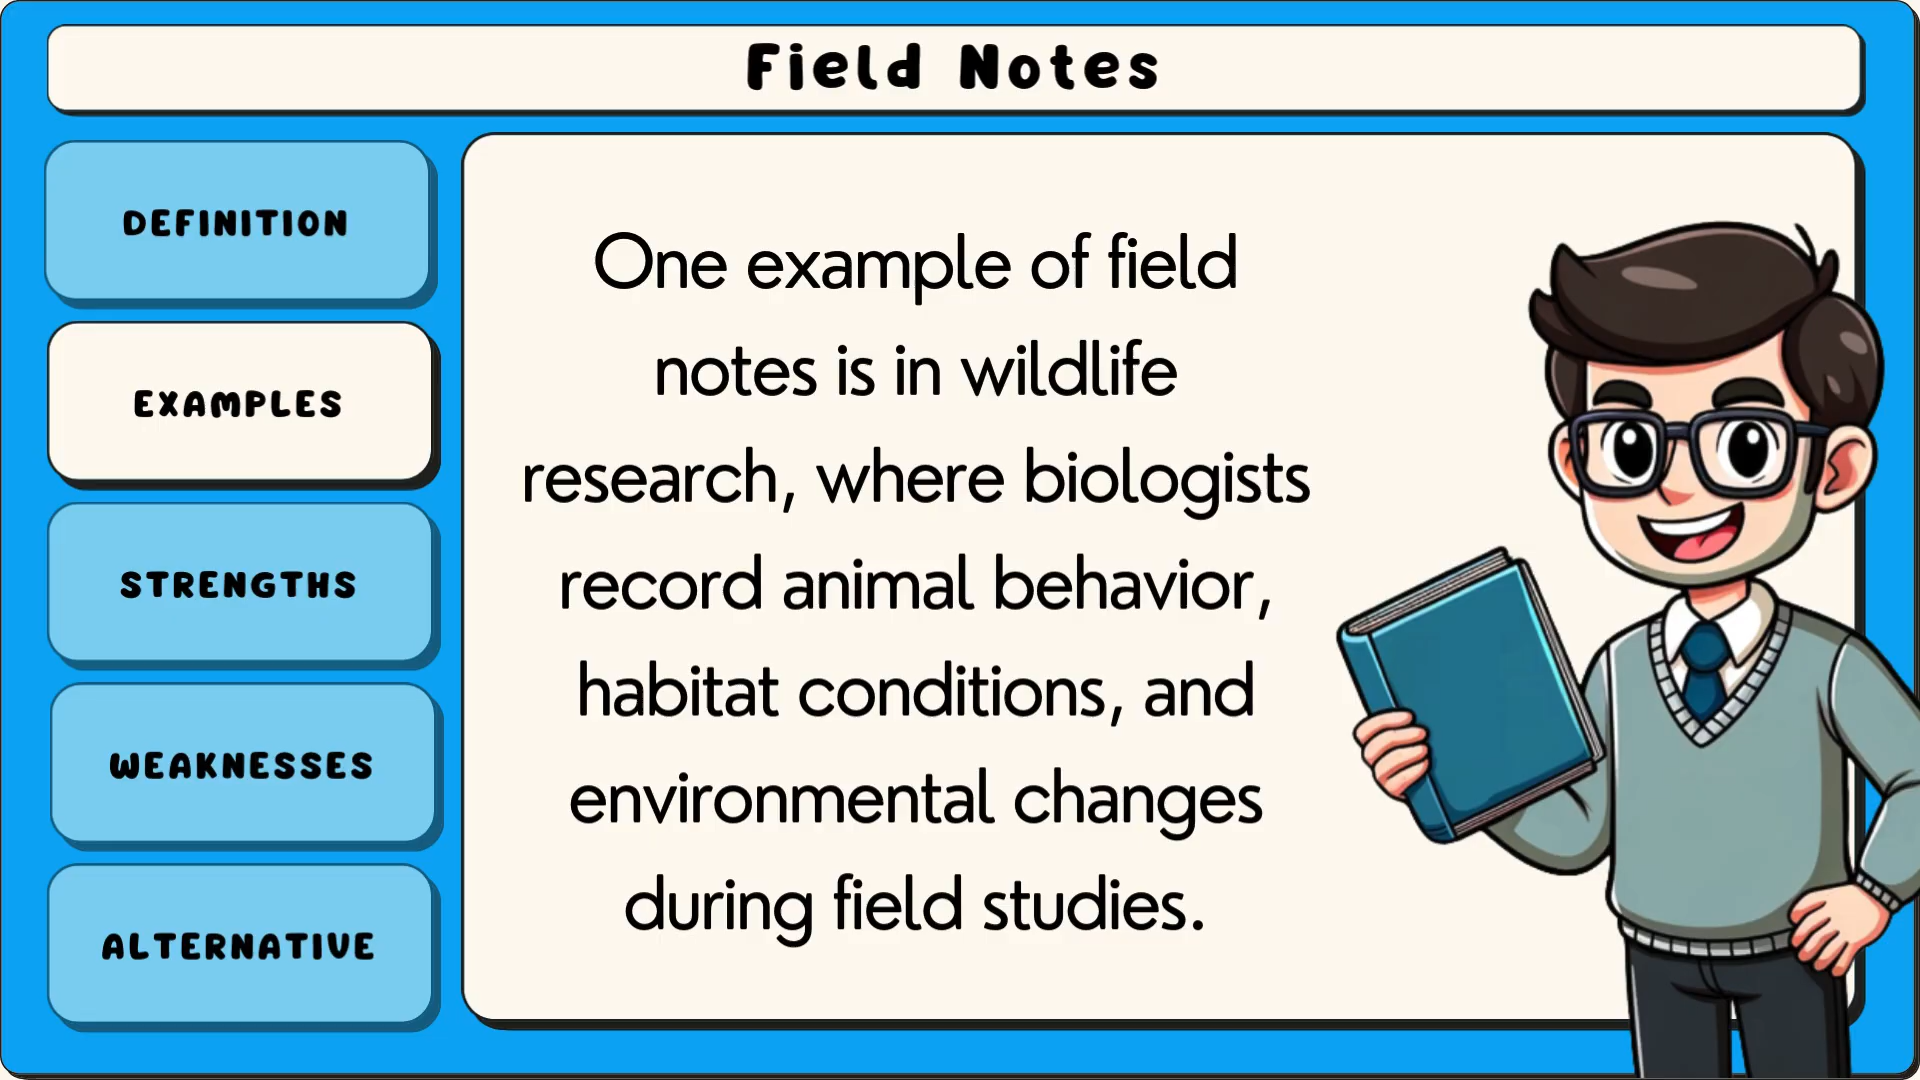 Field Notes
DEFINITION
EXAMPLES
STRENGTHS
WEAKNESSES
ALTERNATIVE
One example of field
notes is in wildlife
research, where biologists
record animal behavior,
habitat conditions, and
environmental changes
during field studies.